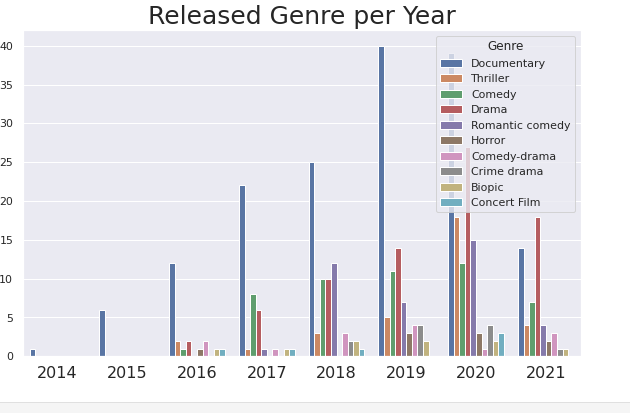 Released Genre per Year
40
35
30
25
20
15
10
5
0
2014 2015 2016 2017 2018 2019 2020 2021
Genre
Documentary
Thriller
Comedy
Drama
Romantic comedy
Horror
Comedy-drama
Crime drama
Biopic
Concert Film